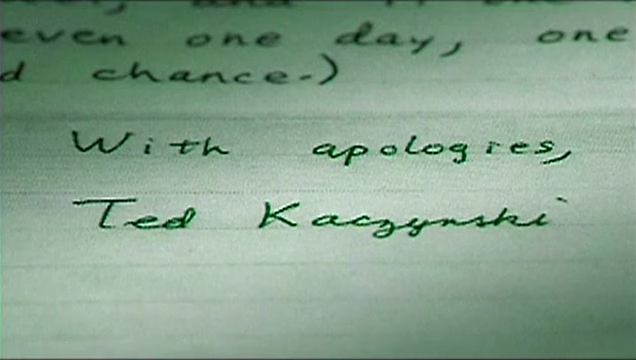 even one day, one
d chance.)
With apologies,
Ted Kaczynski